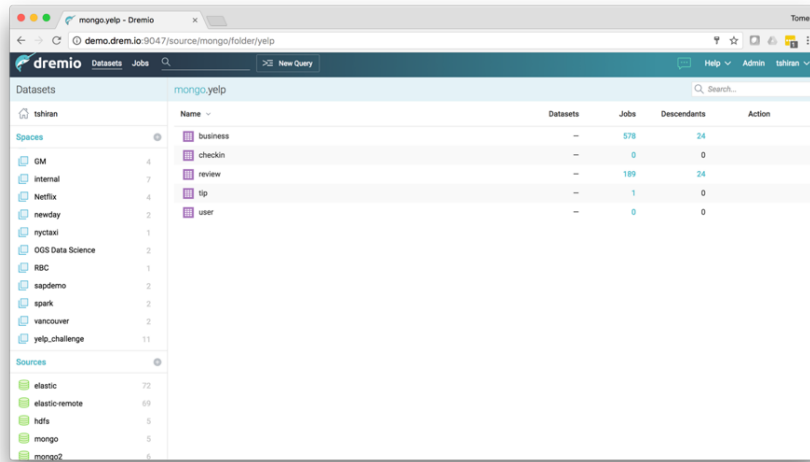 mongo.yelp - Dremio
Tome
demo.drem.io:9047/source/mongo/folder/yelp
dremio Datasets Jobs New Query Help Admin tshiran
Datasets mongo.yelp Search...
tshiran Name Datasets Jobs Descendants Action
Spaces business – 578 24
GM 4 checkin – 0 0
internal 7 review – 189 24
Netflix 4 tip – 1 0
newday 2 user – 0 0
nyctaxi 1
OGS Data Science 2
RBC 1
sapdemo 2
spark 2
vancouver 2
yelp_challenge 11
Sources
elastic 72
elastic-remote 69
hdfs 5
mongo 5
mongo2 6